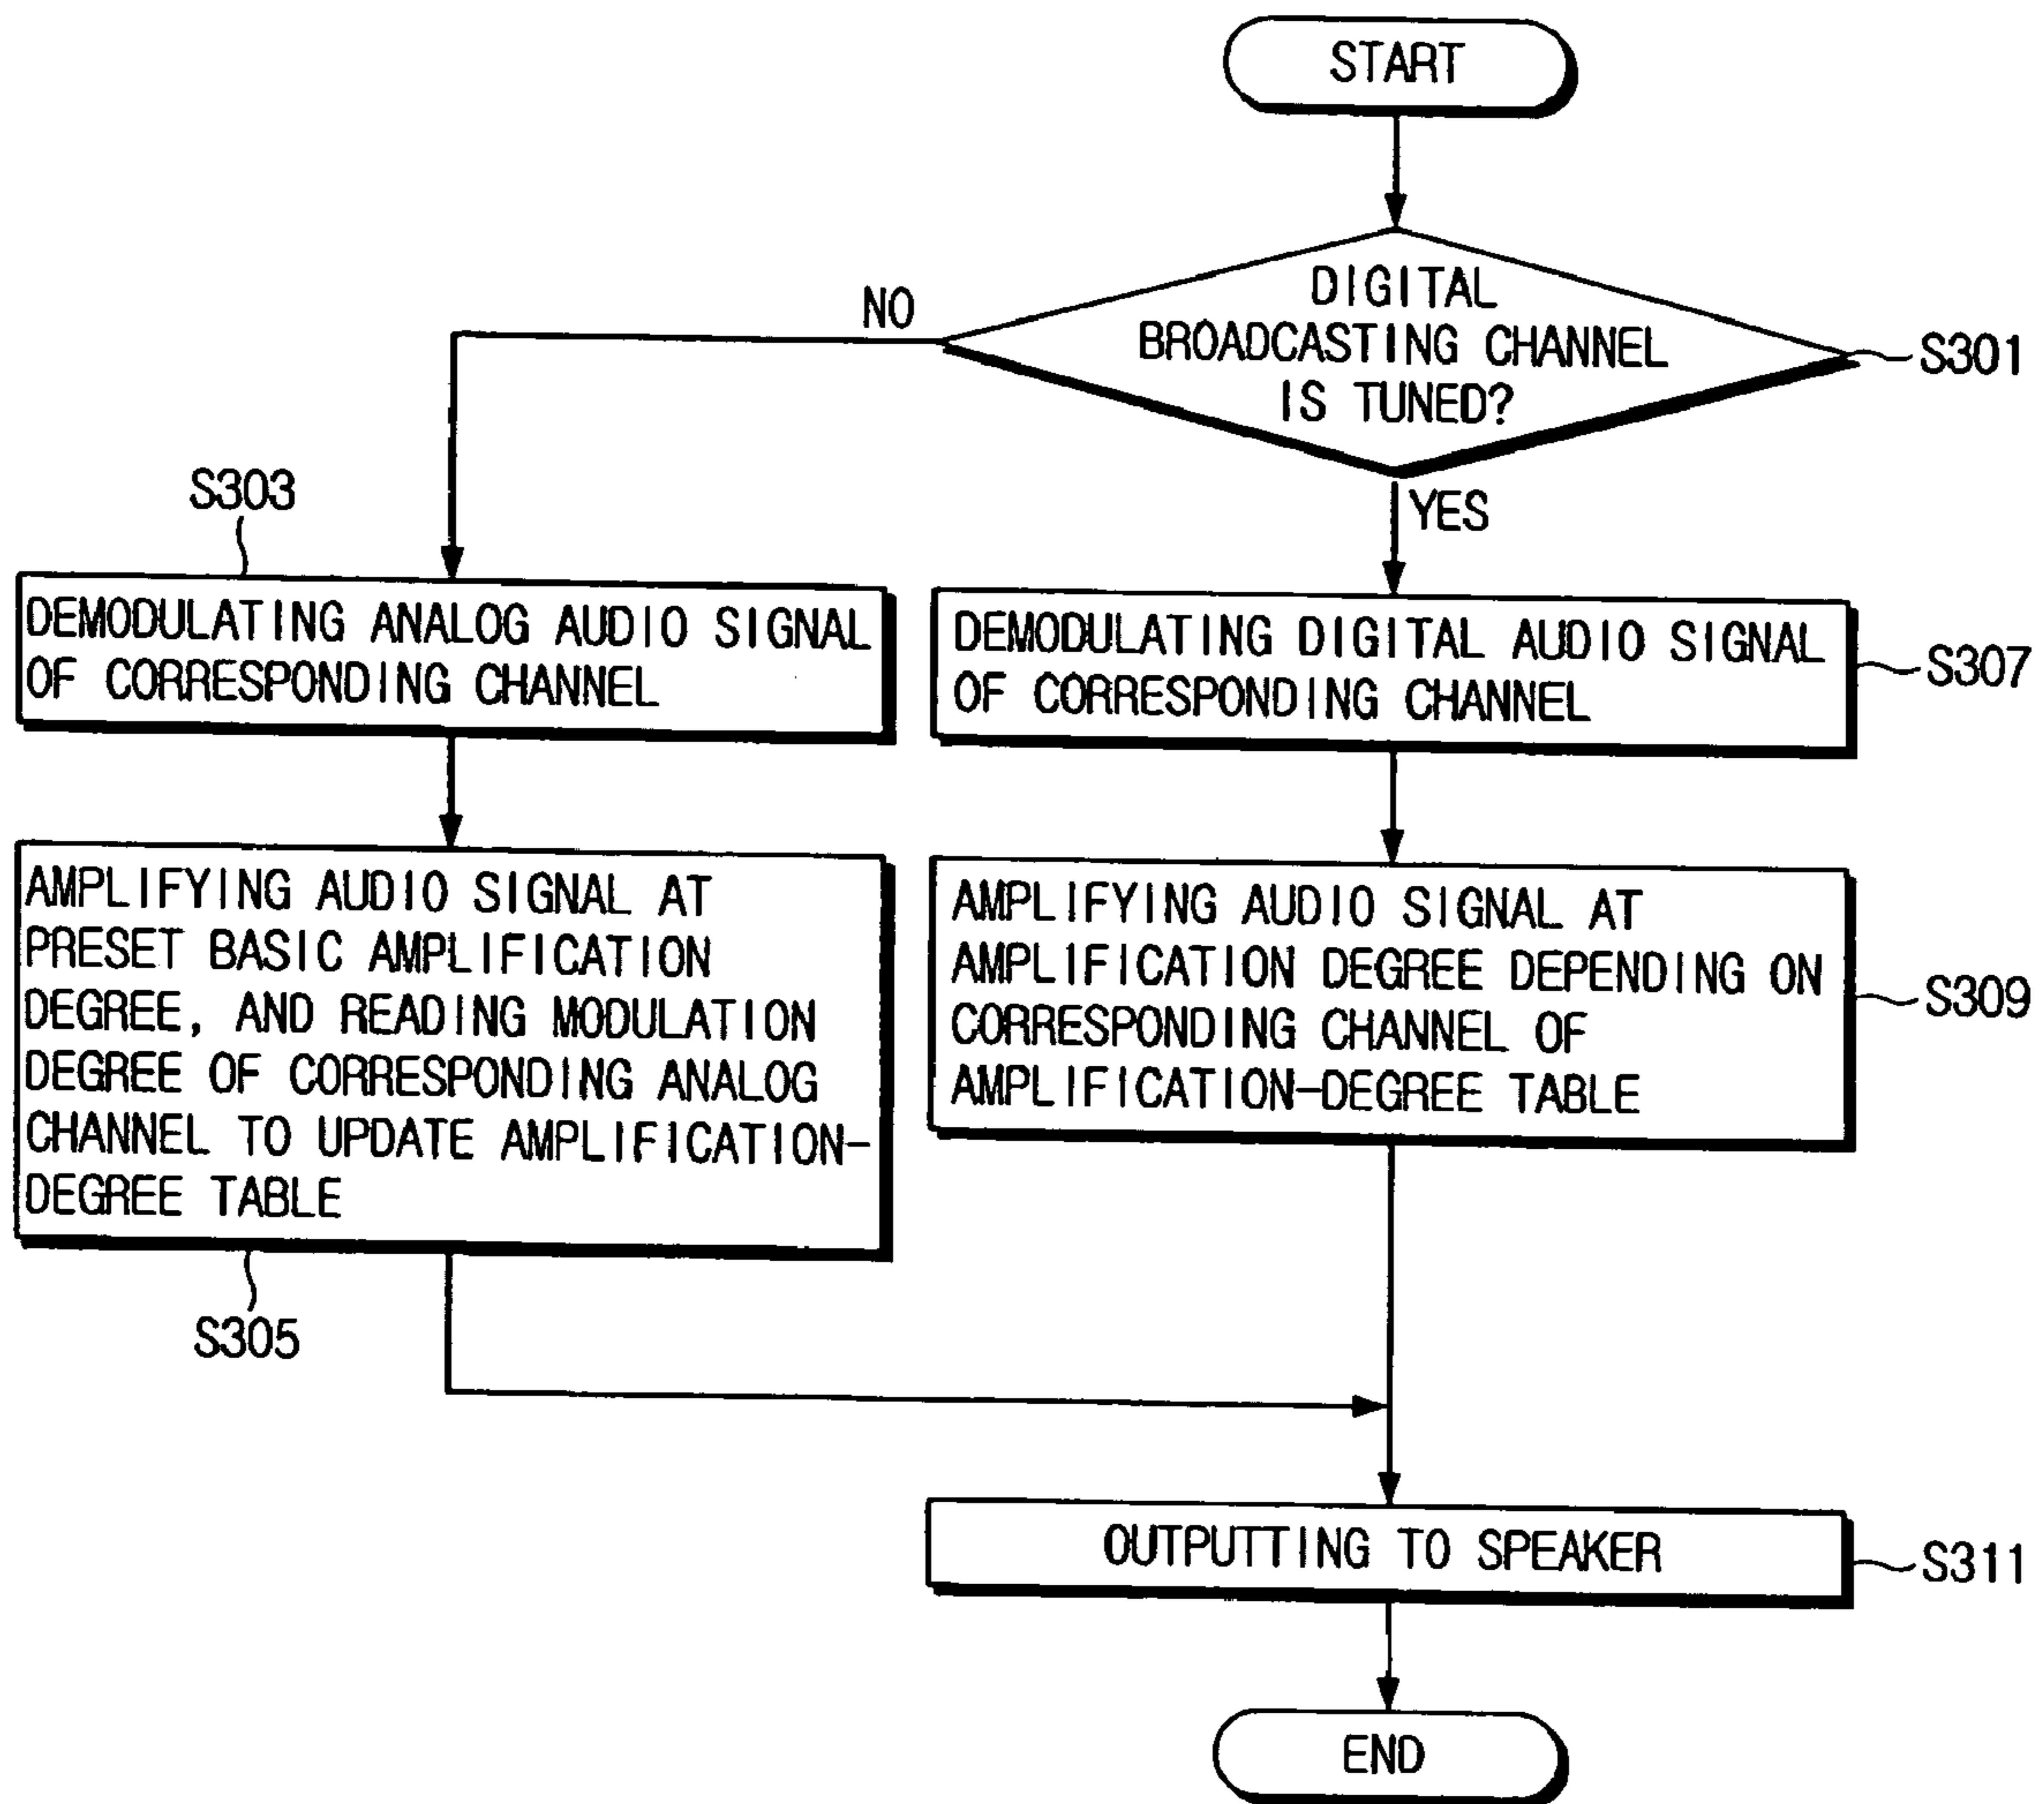 START
DIGITAL
BROADCASTING CHANNEL
IS TUNED?
S301
NO
YES
S303
DEMODULATING ANALOG AUDIO SIGNAL
OF CORRESPONDING CHANNEL
DEMODULATING DIGITAL AUDIO SIGNAL
OF CORRESPONDING CHANNEL
S307
AMPLIFYING AUDIO SIGNAL AT
PRESET BASIC AMPLIFICATION
DEGREE, AND READING MODULATION
DEGREE OF CORRESPONDING ANALOG
CHANNEL TO UPDATE AMPLIFICATION-
DEGREE TABLE
S305
AMPLIFYING AUDIO SIGNAL AT
AMPLIFICATION DEGREE DEPENDING ON
CORRESPONDING CHANNEL OF
AMPLIFICATION-DEGREE TABLE
S309
OUTPUTTING TO SPEAKER
S311
END